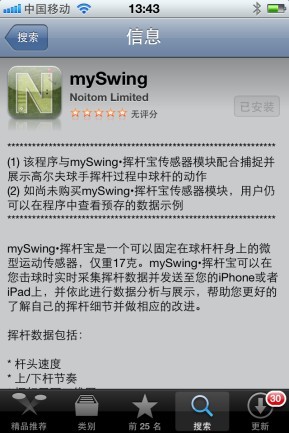 中国移动 13:43
搜索 信息
N
mySwing
Noitom Limited
无评分
已安装
**********************************************************
(1) 该程序与mySwing•挥杆宝传感器模块配合捕捉并
展示高尔夫球手挥杆过程中球杆的动作
(2) 如尚未购买mySwing•挥杆宝传感器模块，用户仍
可以在程序中查看预存的数据示例
**********************************************************
mySwing•挥杆宝是一个可以固定在球杆杆身上的微
型运动传感器，仅重17克。mySwing•挥杆宝可以在
您击球时实时采集挥杆数据并发送至您的iPhone或者
iPad上，并依此进行数据分析与展示，帮助您更好的
了解自己的挥杆细节并做相应的改进。
挥杆数据包括：
* 杆头速度
* 上/下杆节奏
30
精品推荐 类别 前 25 名 搜索 更新